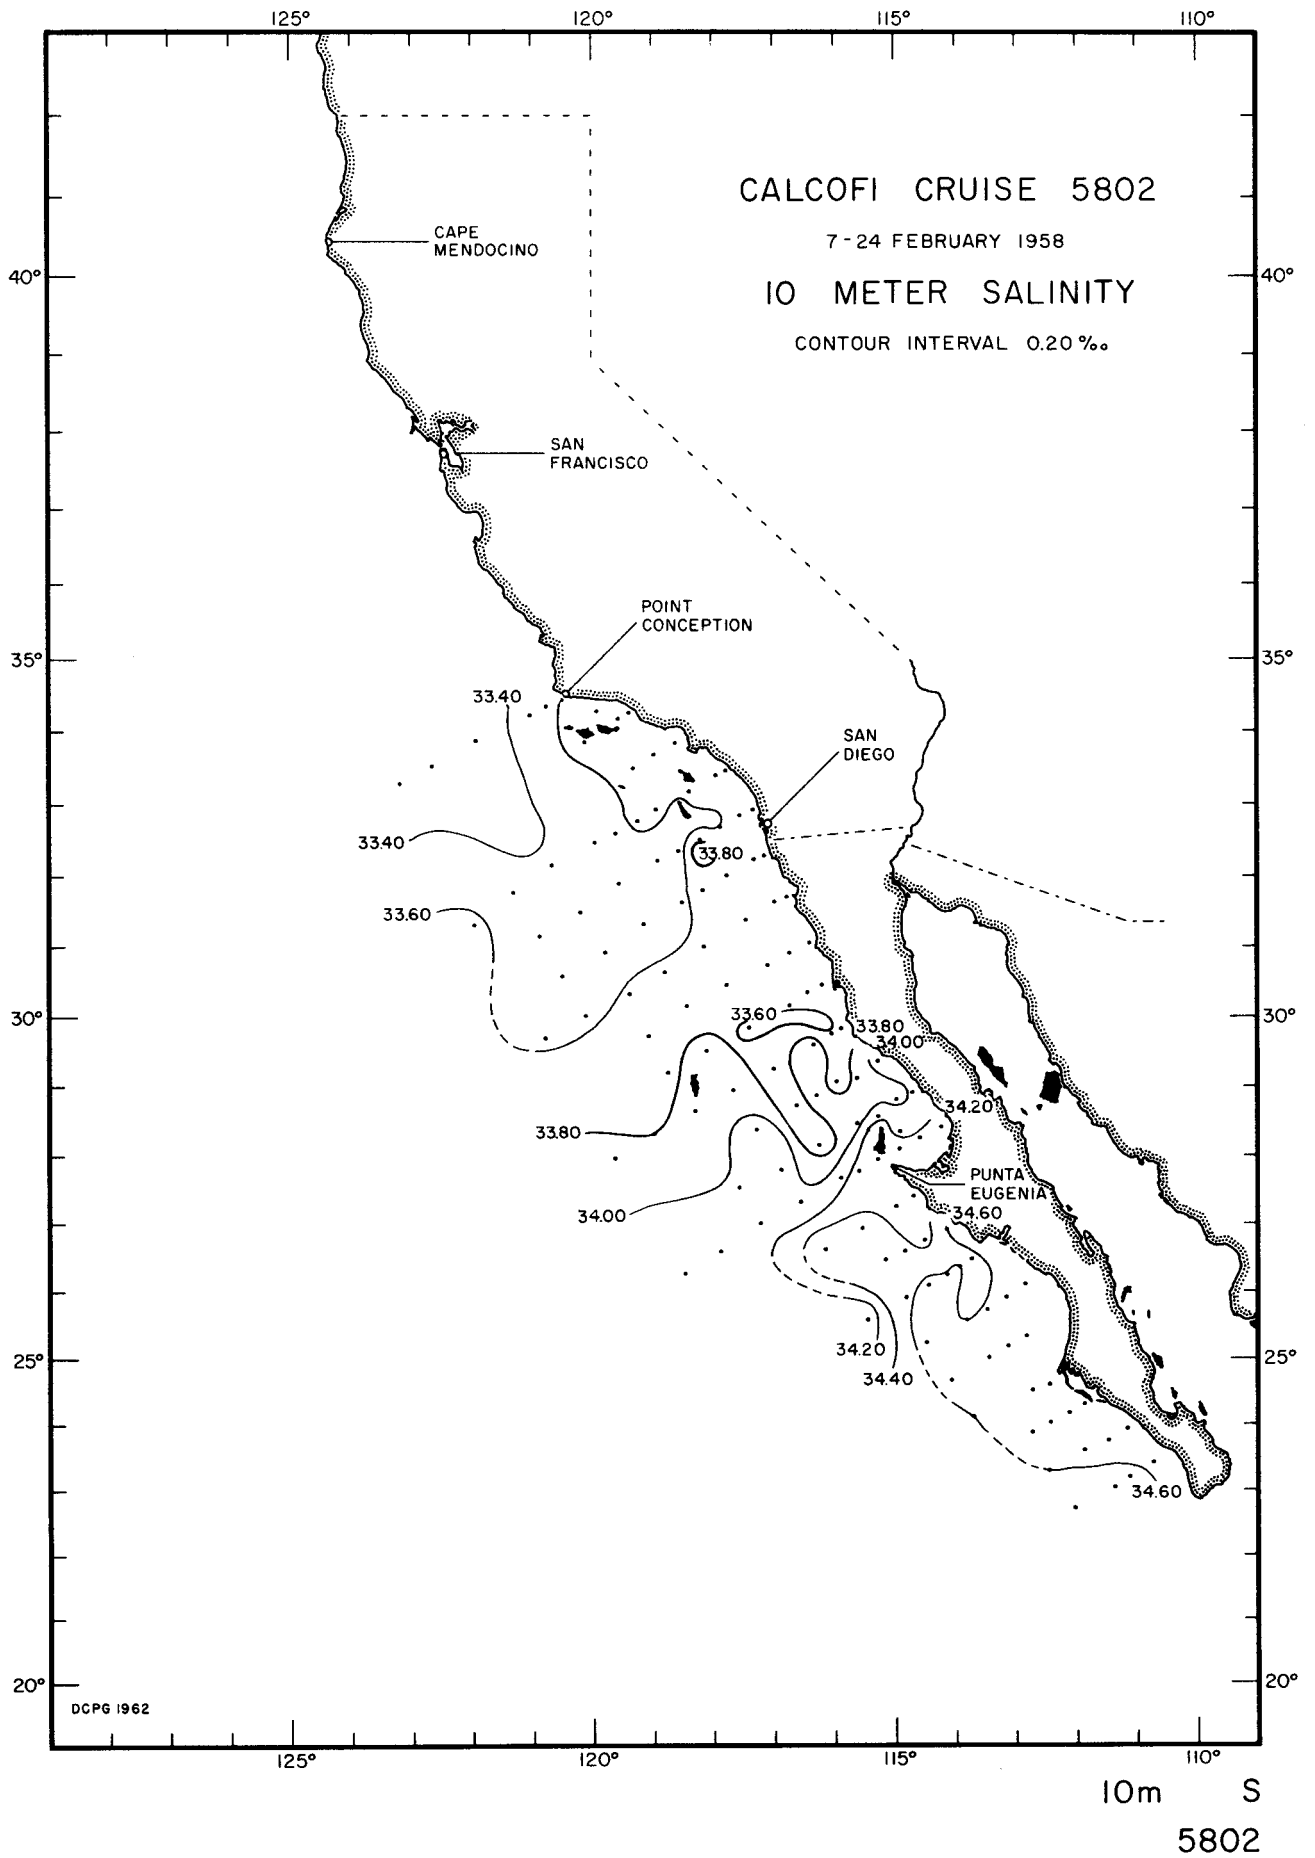 125° 120° 115° 110°
CALCOFI CRUISE 5802
7-24 FEBRUARY 1958
10 METER SALINITY
CONTOUR INTERVAL 0.20 ‰
CAPE
MENDOCINO
40° 40°
SAN
FRANCISCO
POINT
CONCEPTION
35° 35°
33.40
SAN
DIEGO
33.40
33.80
33.60
30° 30°
33.60
33.80
34.00
34.20
33.80
PUNTA
EUGENIA
34.00
34.60
34.20
25° 25°
34.40
34.60
20° 20°
DCPG 1962
125° 120° 115° 110°
10m S
5802